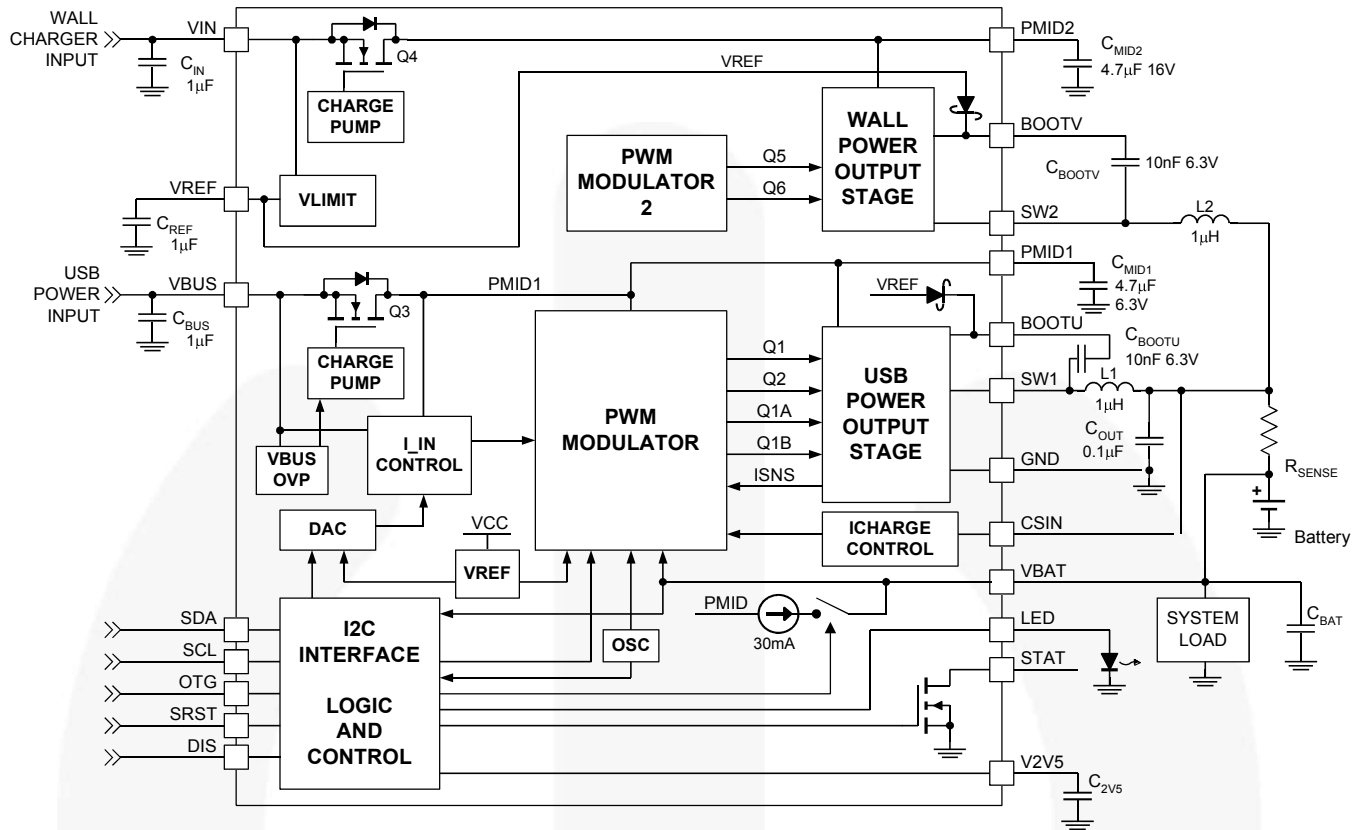 WALL
CHARGER
INPUT
VIN
CIN
1μF
Q4
CHARGE
PUMP
VREF
PMID2
CMID2
4.7μF 16V
WALL
POWER
OUTPUT
STAGE
BOOTV
CBOOTV
10nF 6.3V
PWM
MODULATOR
2
Q5
Q6
VREF
CREF
1μF
VLIMIT
SW2
L2
1μH
USB
POWER
INPUT
VBUS
CBUS
1μF
Q3
PMID1
CHARGE
PUMP
PMID1
CMID1
4.7μF
6.3V
VREF
BOOTU
CBOOTU
10nF 6.3V
PWM
MODULATOR
Q1
Q2
Q1A
Q1B
ISNS
USB
POWER
OUTPUT
STAGE
SW1
L1
1μH
COUT
0.1μF
GND
RSENSE
+
Battery
VBUS
OVP
I_IN
CONTROL
DAC
VCC
VREF
ICHARGE
CONTROL
CSIN
VBAT
PMID
30mA
SYSTEM
LOAD
CBAT
SDA
SCL
OTG
SRST
DIS
I2C
INTERFACE
LOGIC
AND
CONTROL
OSC
LED
STAT
V2V5
C2V5